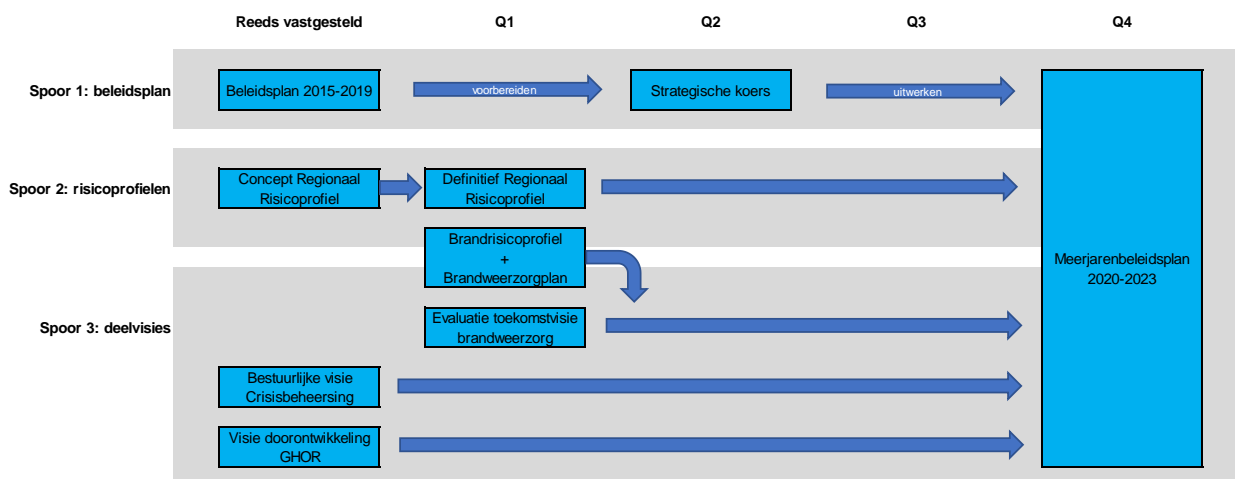 Reeds vastgesteld
Q1
Q2
Q3
Q4
Spoor 1: beleidsplan
Beleidsplan 2015-2019
voorbereiden
Strategische koers
uitwerken
Spoor 2: risicoprofielen
Concept Regionaal
Risicoprofiel
Definitief Regionaal
Risicoprofiel
Brandrisicoprofiel
+
Brandweerzorgplan
Meerjarenbeleidsplan
2020-2023
Spoor 3: deelvisies
Evaluatie toekomstvisie
brandweerzorg
Bestuurlijke visie
Crisisbeheersing
Visie doorontwikkeling
GHOR